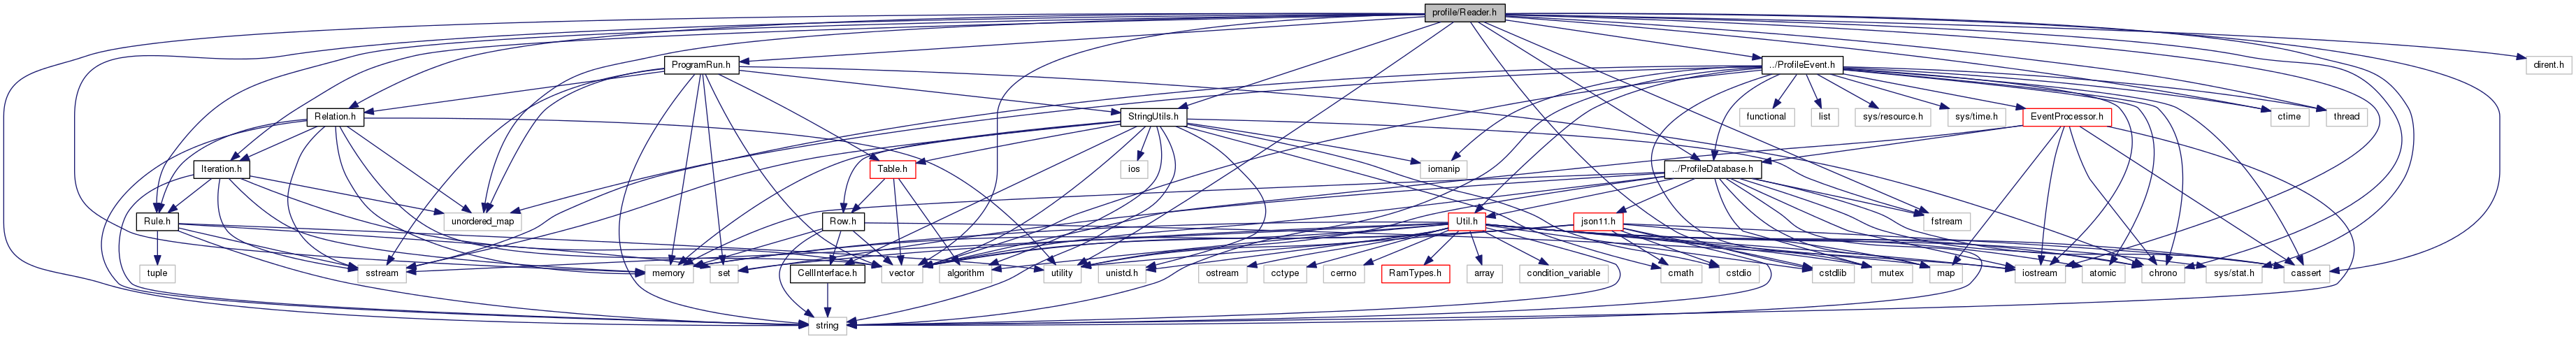 profile/Reader.h
ProgramRun.h
../ProfileEvent.h
dirent.h
Relation.h
StringUtils.h
functional
list
sys/resource.h
sys/time.h
EventProcessor.h
ctime
thread
Iteration.h
ios
Table.h
iomanip
../ProfileDatabase.h
Rule.h
unordered_map
Row.h
Util.h
json11.h
fstream
tuple
sstream
memory
set
CellInterface.h
vector
algorithm
utility
unistd.h
ostream
cctype
cerrno
RamTypes.h
array
condition_variable
cmath
cstdio
cstdlib
mutex
map
iostream
atomic
chrono
sys/stat.h
cassert
string